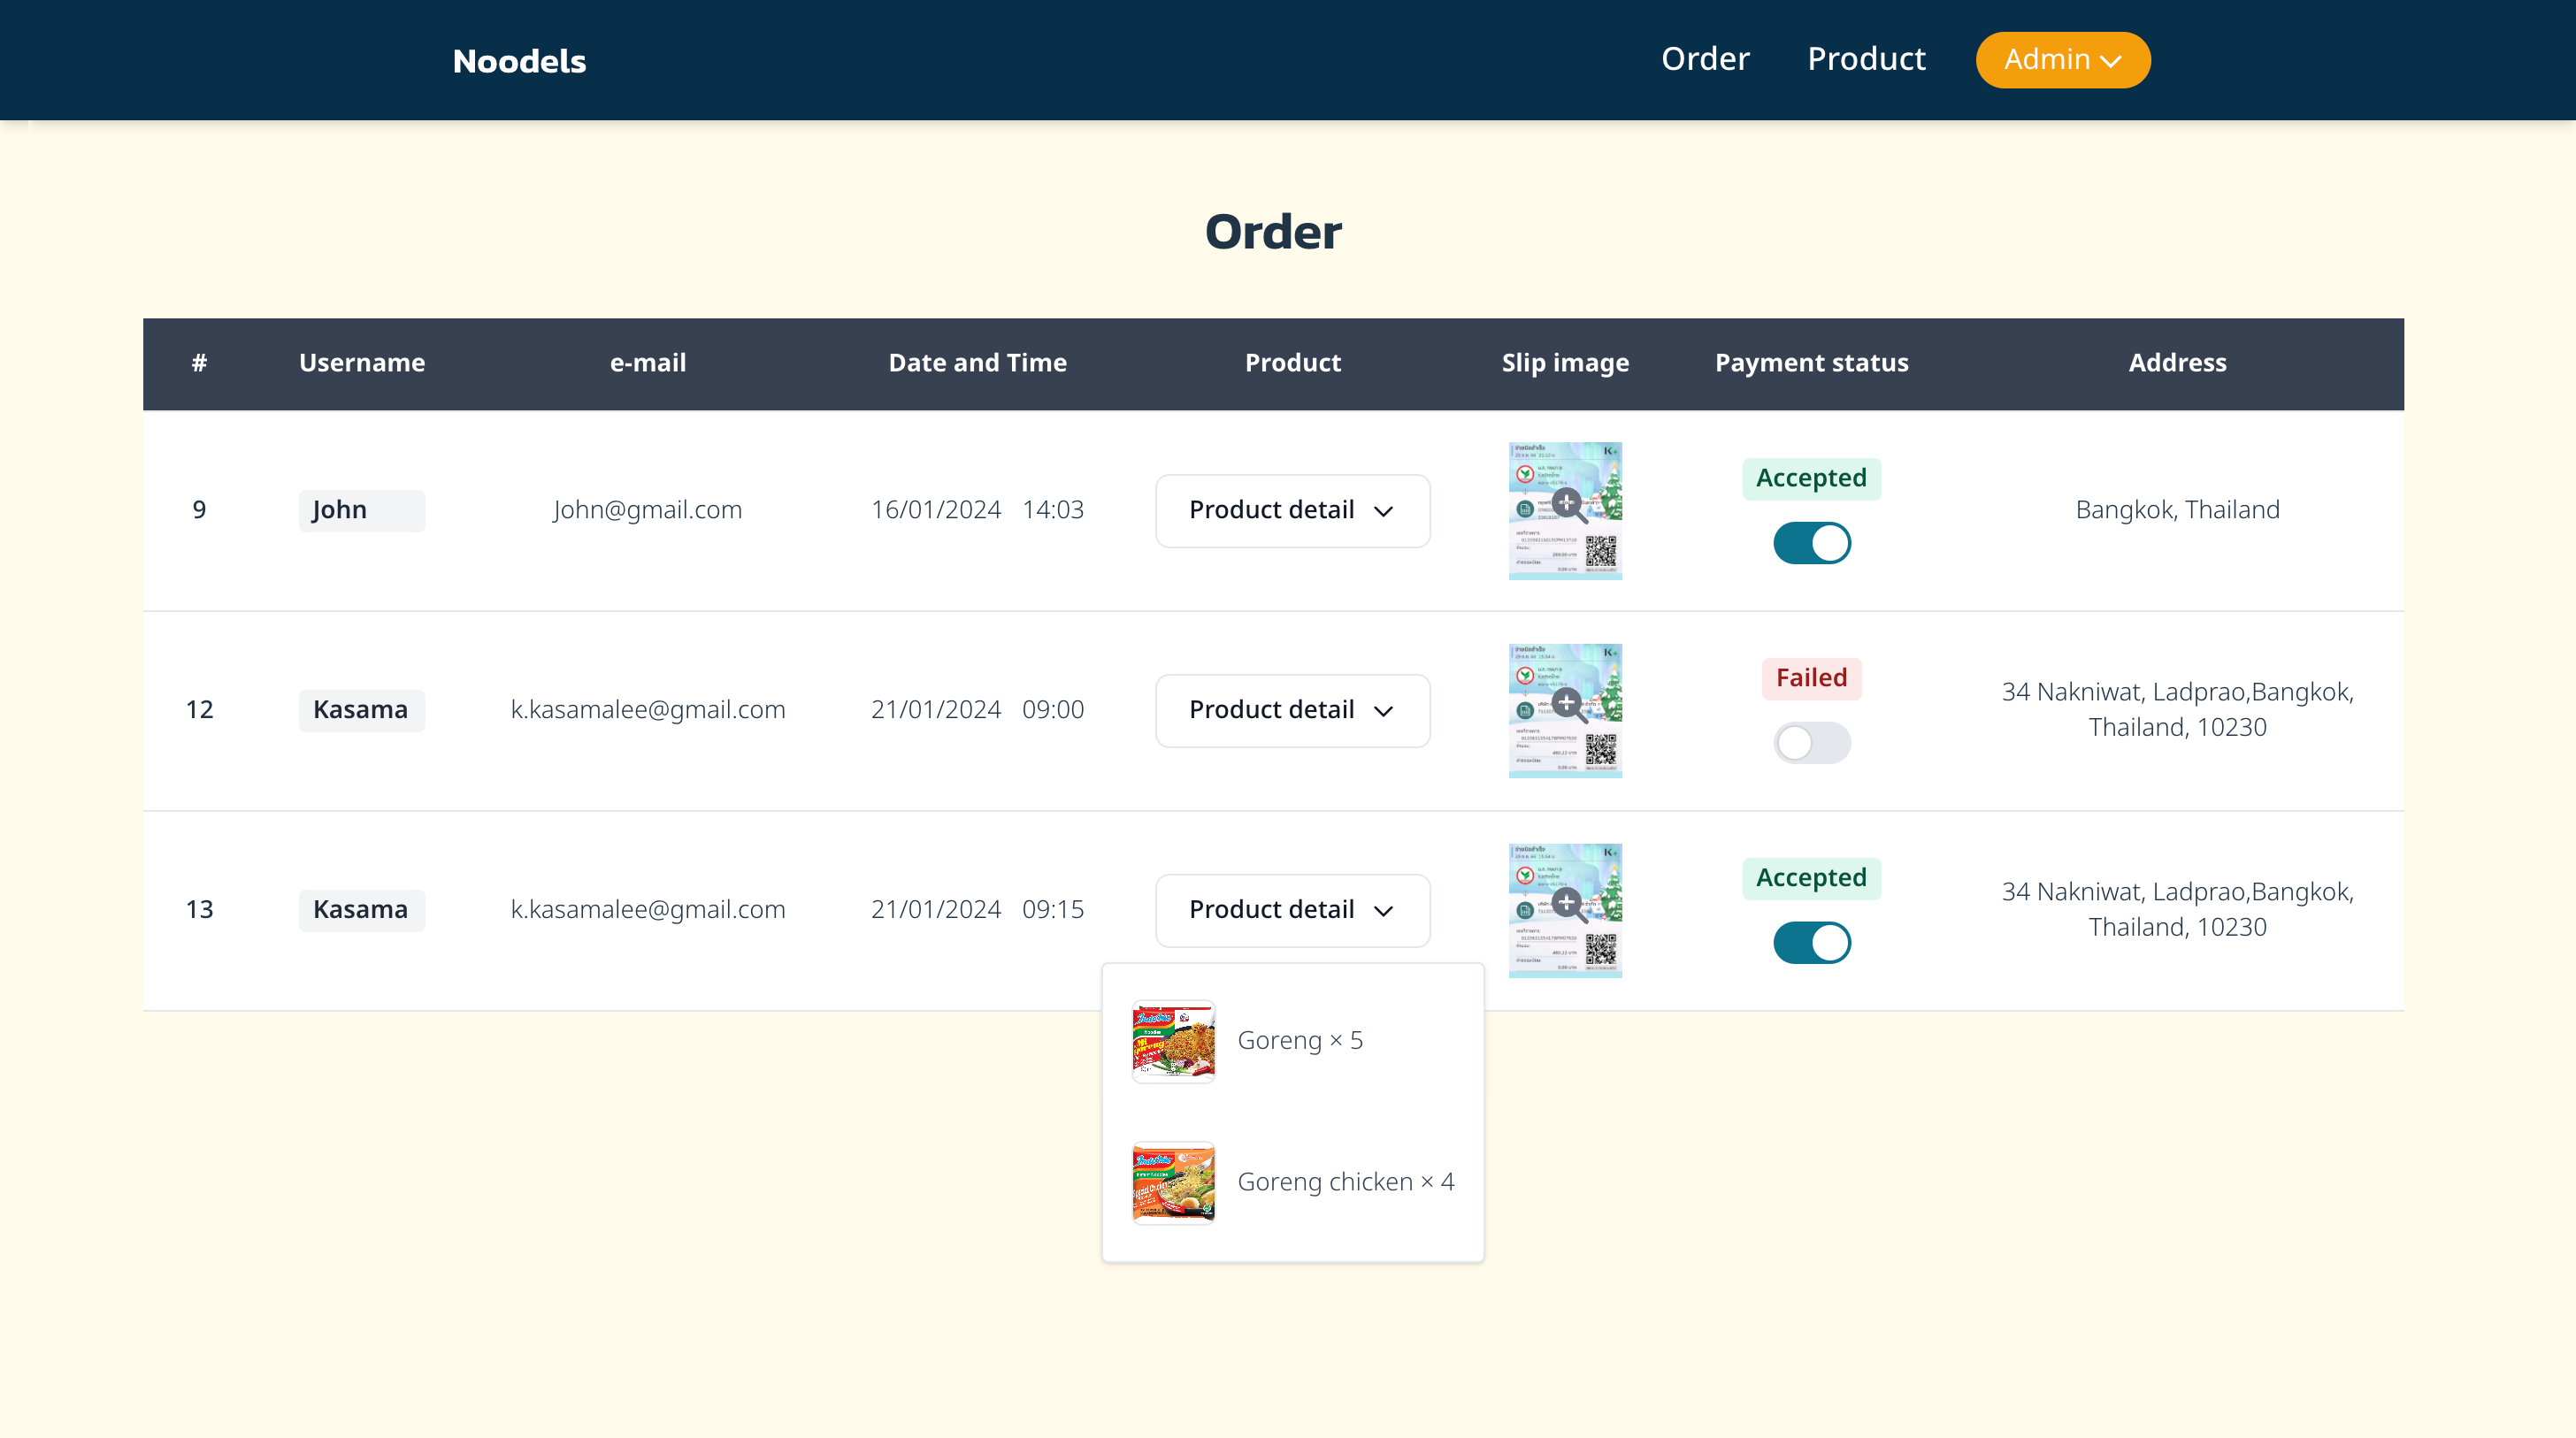 Noodels
Order Product Admin
Order
# Username e-mail Date and Time Product Slip image Payment status Address
9 John John@gmail.com 16/01/2024 14:03 Product detail Accepted Bangkok, Thailand
12 Kasama k.kasamalee@gmail.com 21/01/2024 09:00 Product detail Failed 34 Nakniwat, Ladprao,Bangkok,
Thailand, 10230
13 Kasama k.kasamalee@gmail.com 21/01/2024 09:15 Product detail Accepted 34 Nakniwat, Ladprao,Bangkok,
Thailand, 10230
Goreng × 5
Goreng chicken × 4